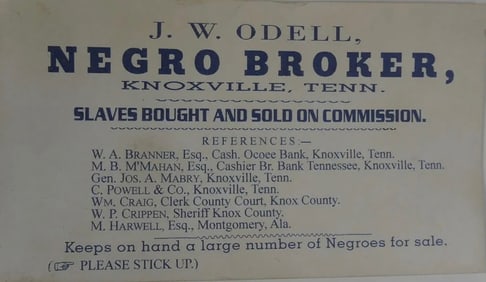 J. W. ODELL,
NEGRO BROKER,
KNOXVILLE, TENN.
SLAVES BOUGHT AND SOLD ON COMMISSION.
REFERENCES:—
W. A. BRANNER, Esq., Cash. Ocoee Bank, Knoxville, Tenn.
M. B. M'MAHAN, Esq., Cashier Br. Bank Tennessee, Knoxville, Tenn.
Gen. JOS. A. MABRY, Knoxville, Tenn.
C. POWELL & CO., Knoxville, Tenn.
WM. CRAIG, Clerk County Court, Knox County.
W. P. CRIPPEN, Sheriff Knox County.
M. HARWELL, Esq., Montgomery, Ala.
Keeps on hand a large number of Negroes for sale.
(☞ PLEASE STICK UP.)